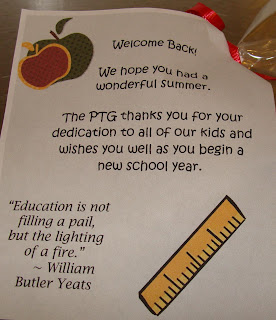 Welcome Back!
We hope you had a
wonderful summer.
The PTG thanks you for your
dedication to all of our kids and
wishes you well as you begin a
new school year.
"Education is not
filling a pail,
but the lighting
of a fire."
~ William
Butler Yeats